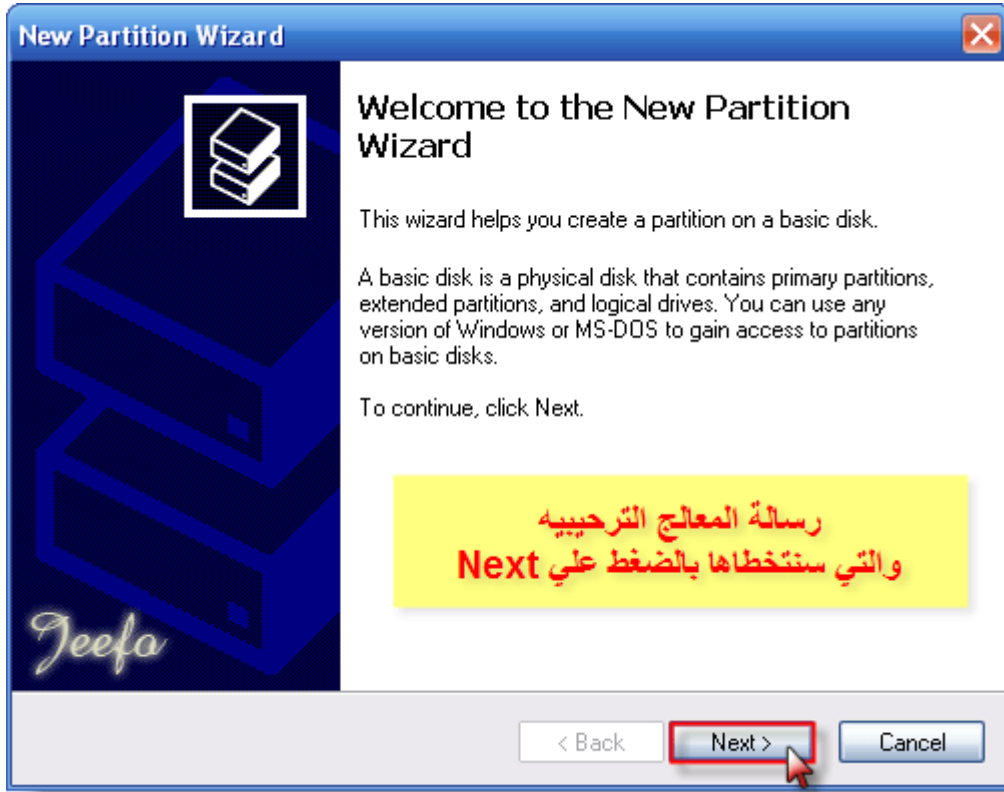 New Partition Wizard
Welcome to the New Partition
Wizard
This wizard helps you create a partition on a basic disk.
A basic disk is a physical disk that contains primary partitions,
extended partitions, and logical drives. You can use any
version of Windows or MS-DOS to gain access to partitions
on basic disks.
To continue, click Next.
رسالة المعالج الترحيبيه
والتي سنتخطاها بالضغط علي Next
Jeefo
< Back
Next >
Cancel